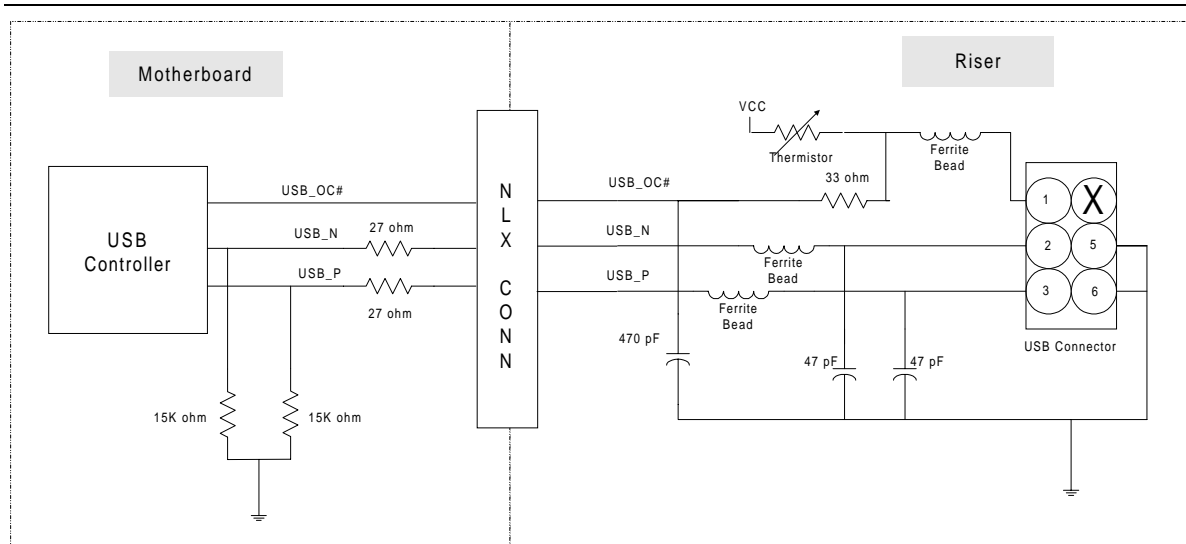 Motherboard
Riser
VCC
Thermistor
Ferrite
Bead
33 ohm
USB
Controller
USB_OC#
USB_N
27 ohm
USB_P
27 ohm
15K ohm
15K ohm
NLX CONN
USB_OC#
USB_N
USB_P
Ferrite
Bead
Ferrite
Bead
470 pF
47 pF
47 pF
1
X
2
5
3
6
USB Connector